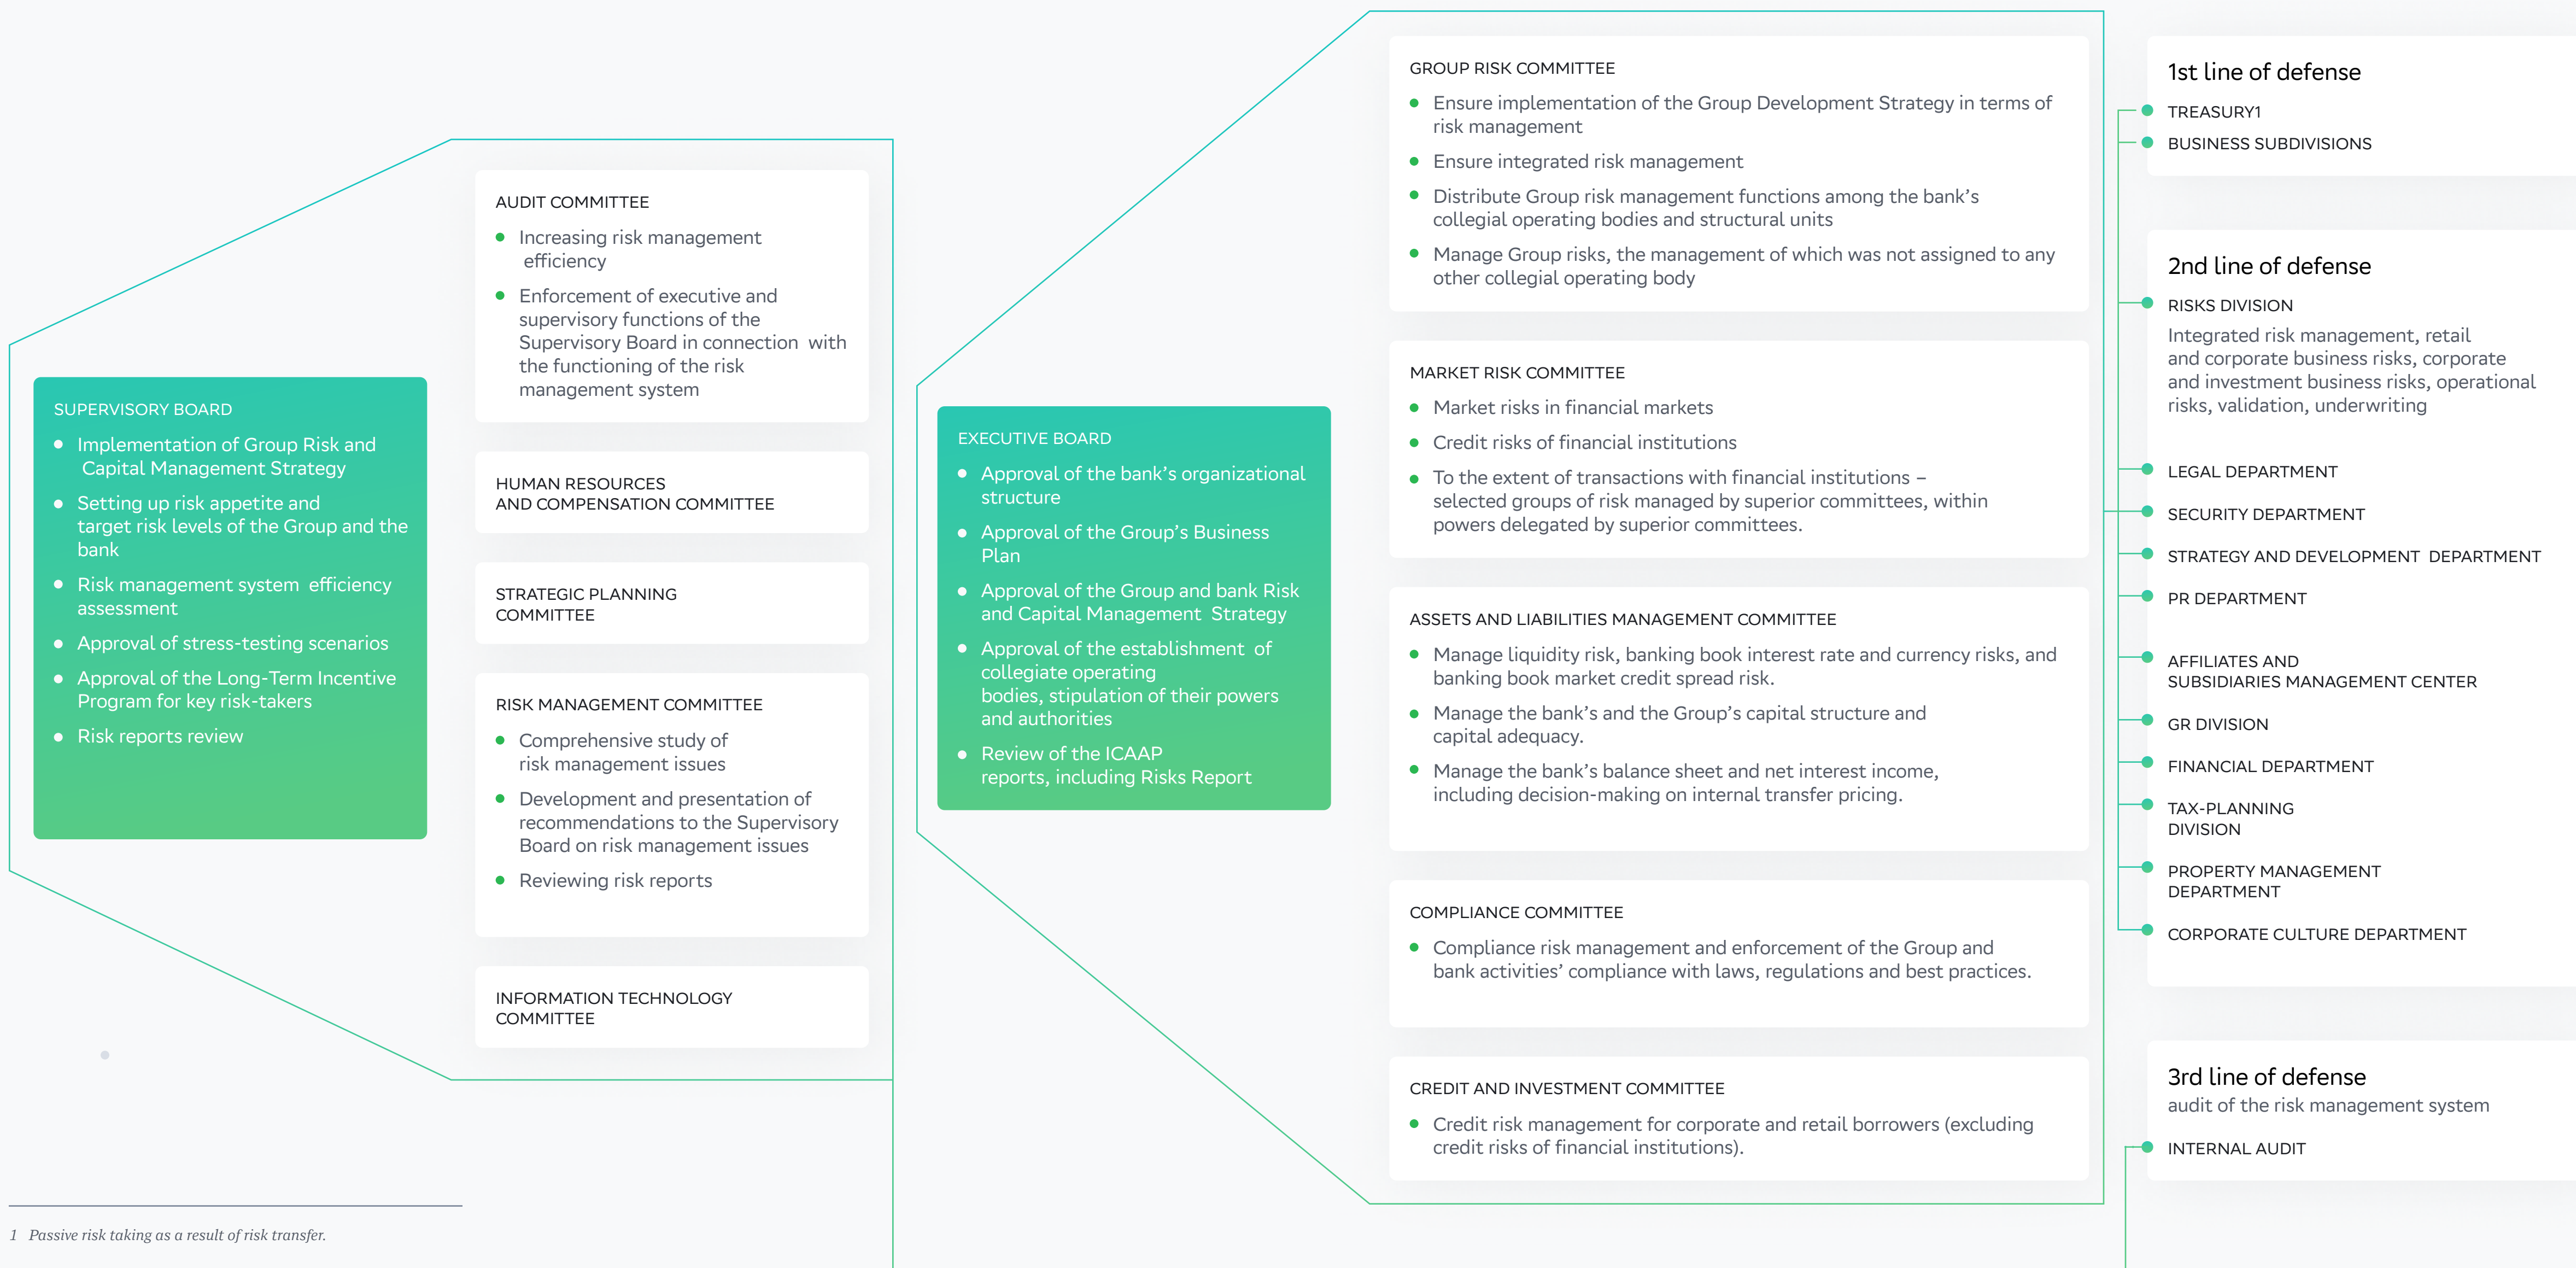 SUPERVISORY BOARD
Implementation of Group Risk and
Capital Management Strategy
Setting up risk appetite and
target risk levels of the Group and the
bank
Risk management system efficiency
assessment
Approval of stress-testing scenarios
Approval of the Long-Term Incentive
Program for key risk-takers
Risk reports review
AUDIT COMMITTEE
Increasing risk management
efficiency
Enforcement of executive and
supervisory functions of the
Supervisory Board in connection with
the functioning of the risk
management system
HUMAN RESOURCES
AND COMPENSATION COMMITTEE
STRATEGIC PLANNING
COMMITTEE
RISK MANAGEMENT COMMITTEE
Comprehensive study of
risk management issues
Development and presentation of
recommendations to the Supervisory
Board on risk management issues
Reviewing risk reports
INFORMATION TECHNOLOGY
COMMITTEE
EXECUTIVE BOARD
Approval of the bank's organizational
structure
Approval of the Group's Business
Plan
Approval of the Group and bank Risk
and Capital Management Strategy
Approval of the establishment of
collegiate operating
bodies, stipulation of their powers
and authorities
Review of the ICAAP
reports, including Risks Report
GROUP RISK COMMITTEE
Ensure implementation of the Group Development Strategy in terms of
risk management
Ensure integrated risk management
Distribute Group risk management functions among the bank's
collegial operating bodies and structural units
Manage Group risks, the management of which was not assigned to any
other collegial operating body
MARKET RISK COMMITTEE
Market risks in financial markets
Credit risks of financial institutions
To the extent of transactions with financial institutions –
selected groups of risk managed by superior committees, within
powers delegated by superior committees.
ASSETS AND LIABILITIES MANAGEMENT COMMITTEE
Manage liquidity risk, banking book interest rate and currency risks, and
banking book market credit spread risk.
Manage the bank's and the Group's capital structure and
capital adequacy.
Manage the bank's balance sheet and net interest income,
including decision-making on internal transfer pricing.
COMPLIANCE COMMITTEE
Compliance risk management and enforcement of the Group and
bank activities' compliance with laws, regulations and best practices.
CREDIT AND INVESTMENT COMMITTEE
Credit risk management for corporate and retail borrowers (excluding
credit risks of financial institutions).
1st line of defense
TREASURY1
BUSINESS SUBDIVISIONS
2nd line of defense
RISKS DIVISION
Integrated risk management, retail
and corporate business risks, corporate
and investment business risks, operational
risks, validation, underwriting
LEGAL DEPARTMENT
SECURITY DEPARTMENT
STRATEGY AND DEVELOPMENT DEPARTMENT
PR DEPARTMENT
AFFILIATES AND
SUBSIDIARIES MANAGEMENT CENTER
GR DIVISION
FINANCIAL DEPARTMENT
TAX-PLANNING
DIVISION
PROPERTY MANAGEMENT
DEPARTMENT
CORPORATE CULTURE DEPARTMENT
3rd line of defense
audit of the risk management system
INTERNAL AUDIT
1 Passive risk taking as a result of risk transfer.